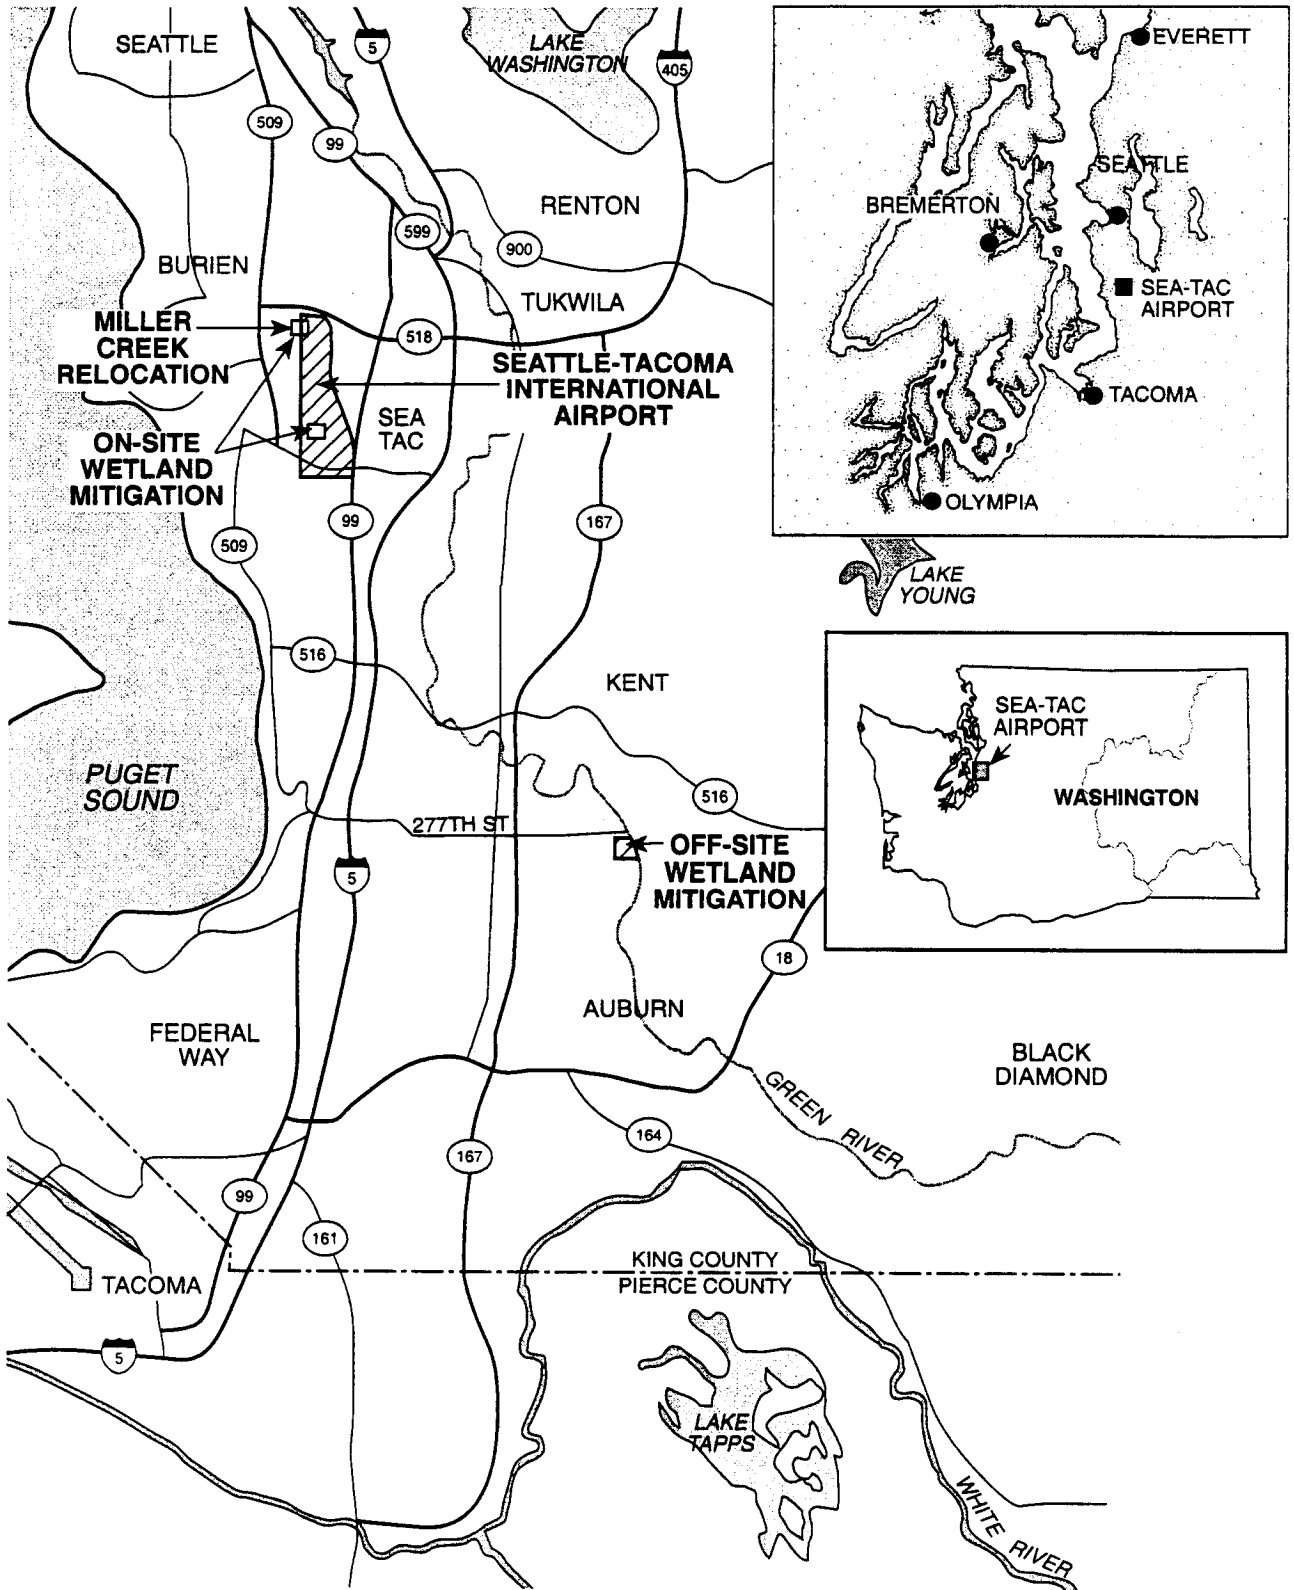 SEATTLE
5
LAKE
WASHINGTON
405
EVERETT
509
99
SEATTLE
RENTON
BREMERTON
599
900
BURIEN
TUKWILA
SEA-TAC
AIRPORT
MILLER
CREEK
RELOCATION
518
SEATTLE-TACOMA
INTERNATIONAL
AIRPORT
TACOMA
SEA
TAC
ON-SITE
WETLAND
MITIGATION
OLYMPIA
99
167
509
LAKE
YOUNG
516
KENT
SEA-TAC
AIRPORT
PUGET
SOUND
516
WASHINGTON
277TH ST
OFF-SITE
WETLAND
MITIGATION
5
18
AUBURN
FEDERAL
WAY
BLACK
DIAMOND
GREEN RIVER
164
167
99
161
KING COUNTY
PIERCE COUNTY
TACOMA
5
LAKE
TAPPS
WHITE RIVER